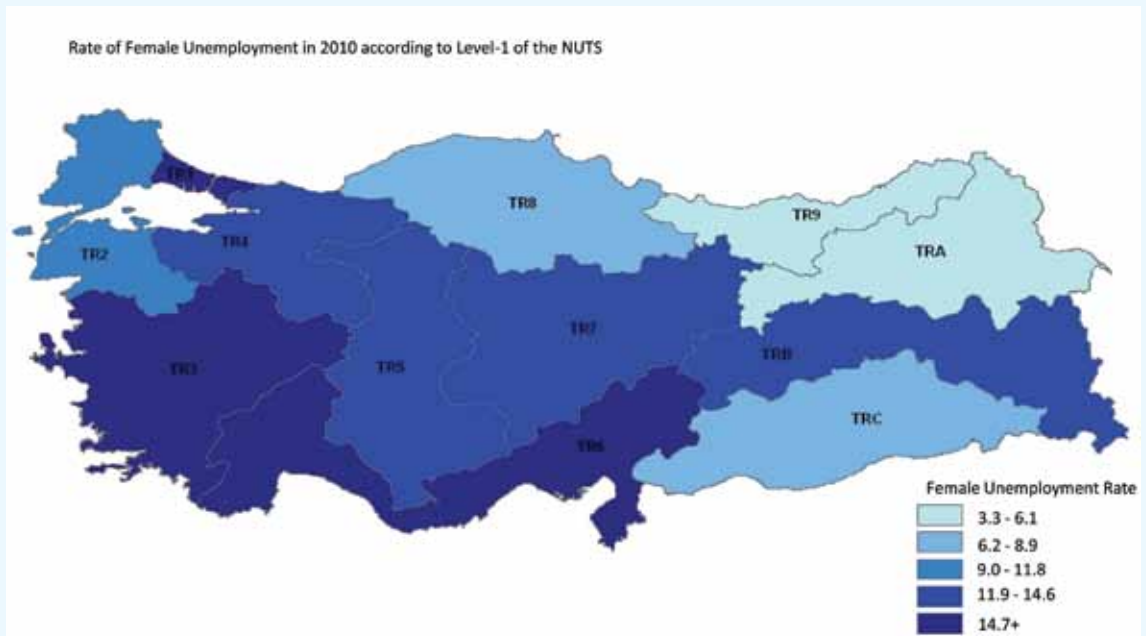 Rate of Female Unemployment in 2010 according to Level-1 of the NUTS
TR1
TR8
TR9
TR4
TRA
TR2
TR7
TRB
TR3
TR5
TRC
TR6
Female Unemployment Rate
3.3 - 6.1
6.2 - 8.9
9.0 - 11.8
11.9 - 14.6
14.7+